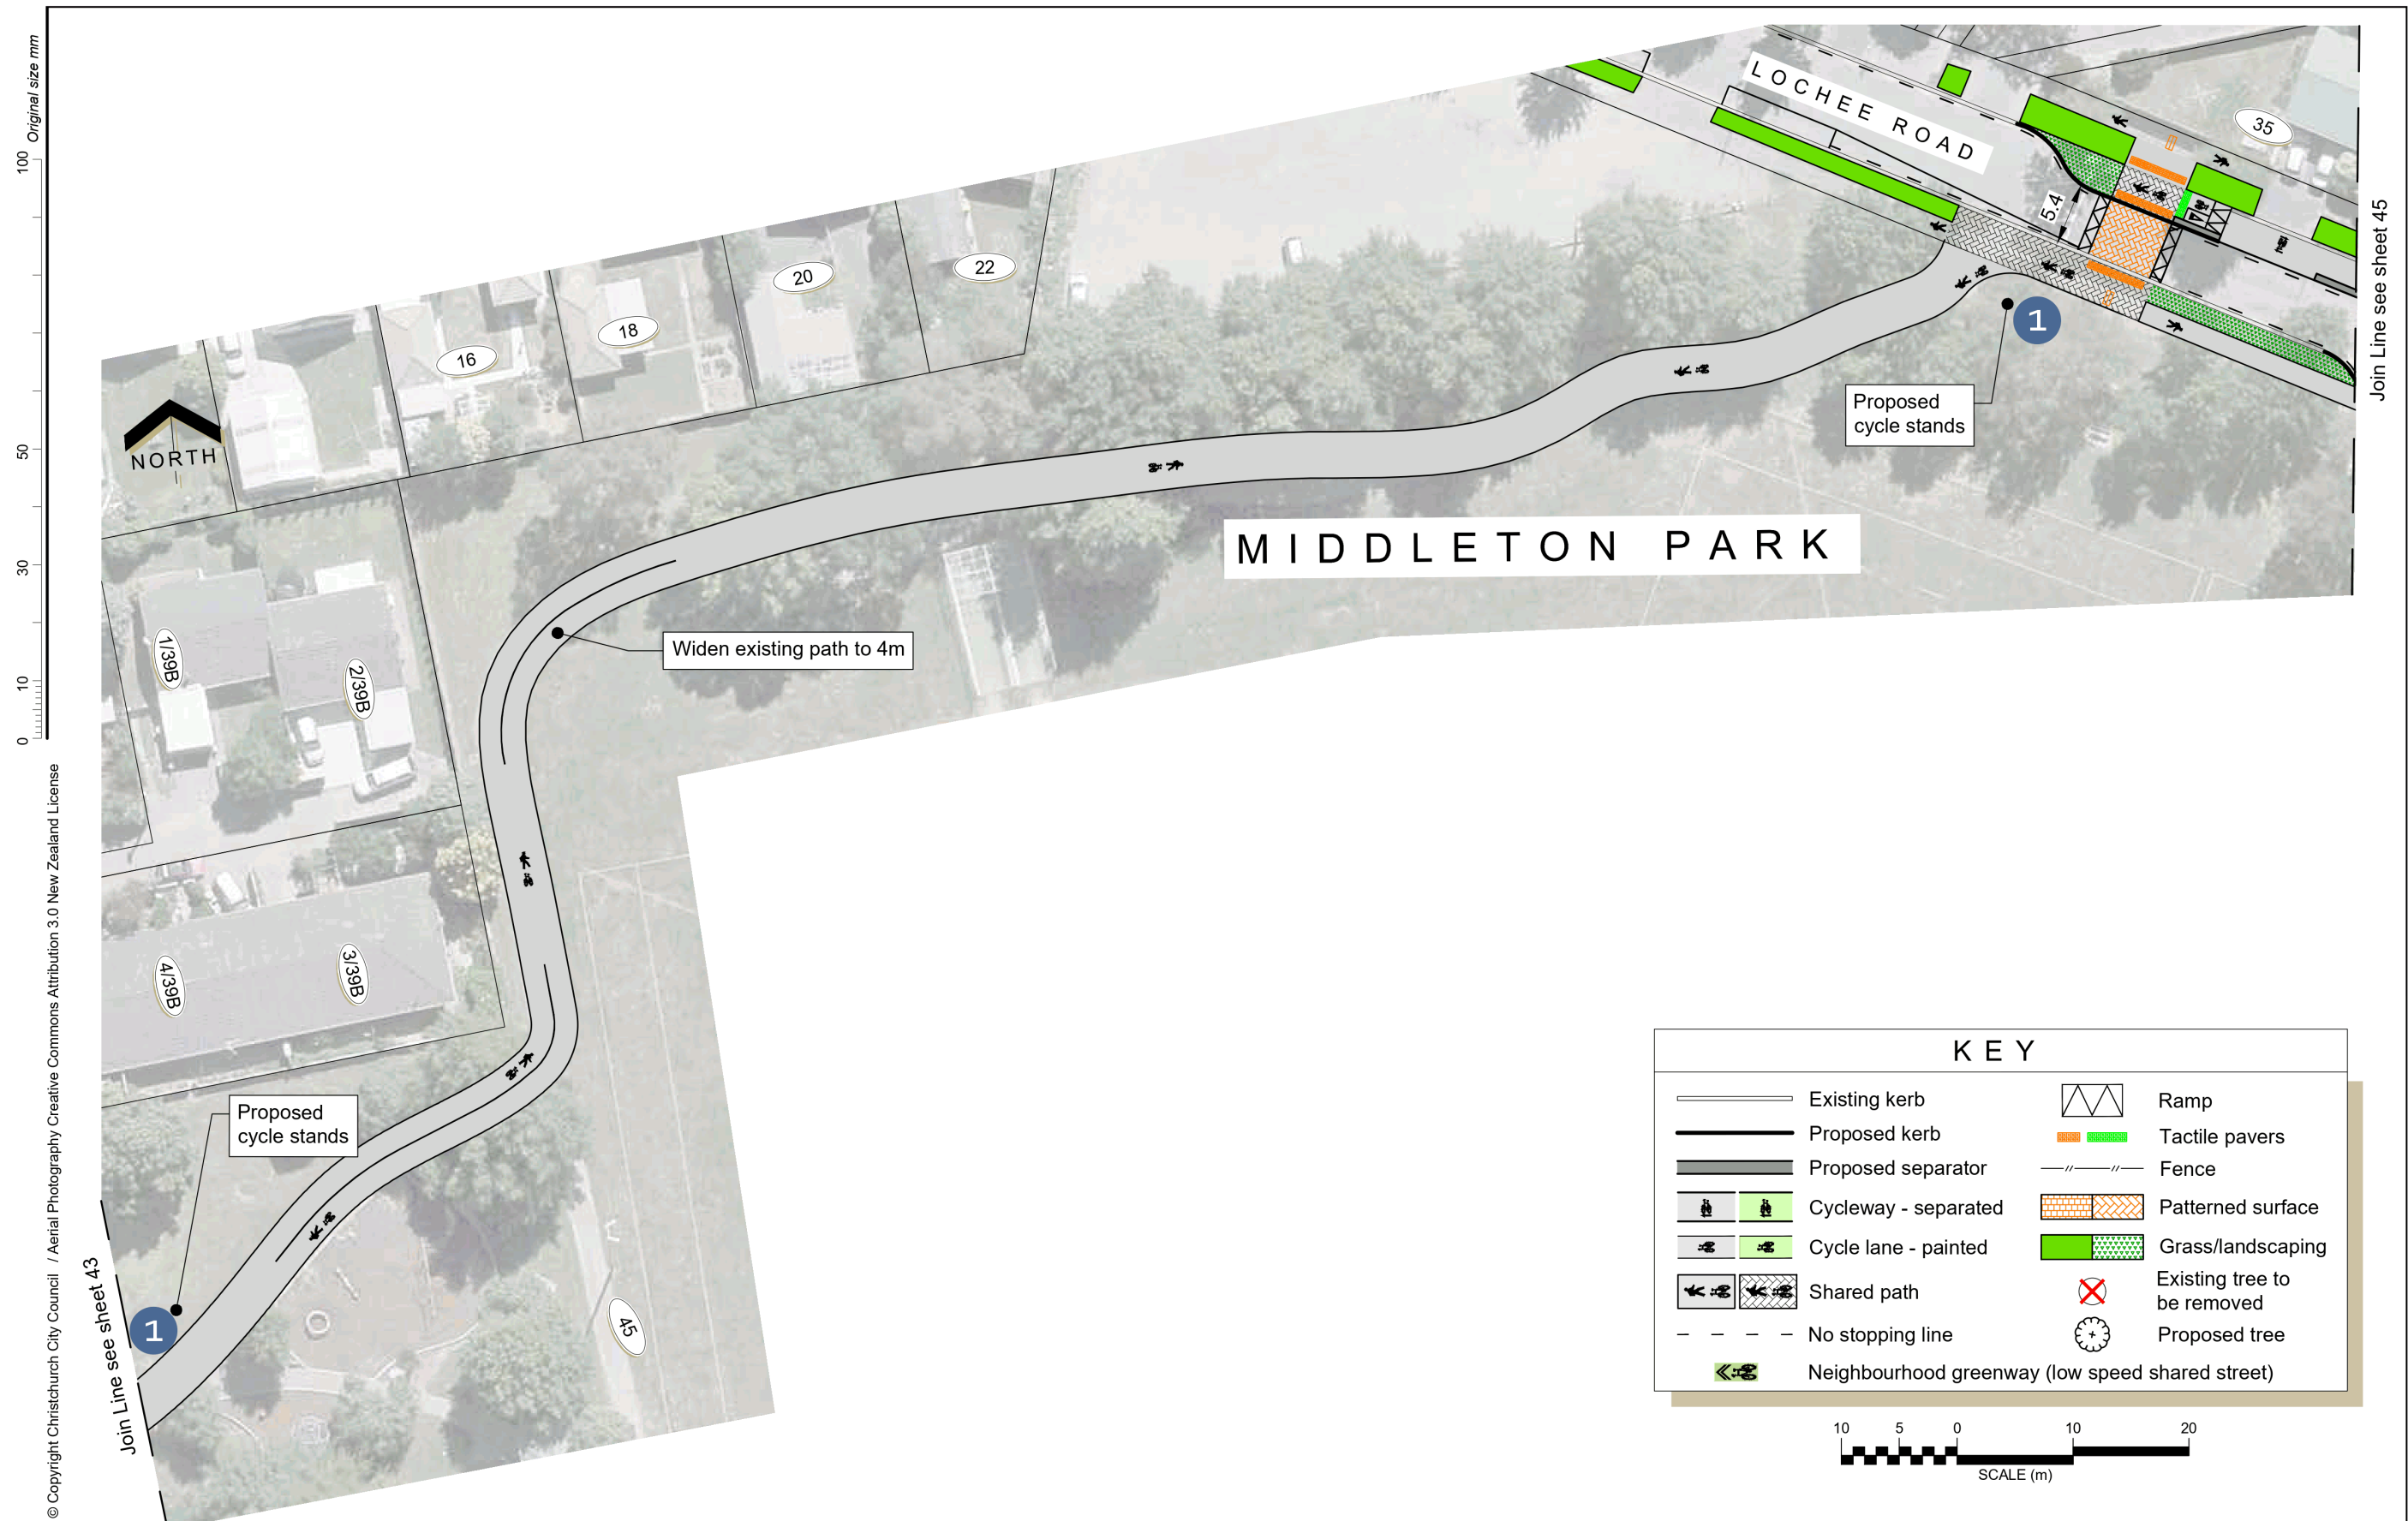 Original size mm
100
50
30
10
0
© Copyright Christchurch City Council / Aerial Photography Creative Commons Attribution 3.0 New Zealand License
LOCHEE ROAD
35
5.4
Join Line see sheet 45
1
Proposed
cycle stands
22
20
18
16
NORTH
MIDDLETON PARK
Widen existing path to 4m
1/39B
2/39B
4/39B
3/39B
Proposed
cycle stands
45
Join Line see sheet 43
1
KEY
Existing kerb
Proposed kerb
Proposed separator
Cycleway - separated
Cycle lane - painted
Shared path
No stopping line
Neighbourhood greenway (low speed shared street)
Ramp
Tactile pavers
Fence
Patterned surface
Grass/landscaping
Existing tree to
be removed
Proposed tree
10 5 0 10 20
SCALE (m)